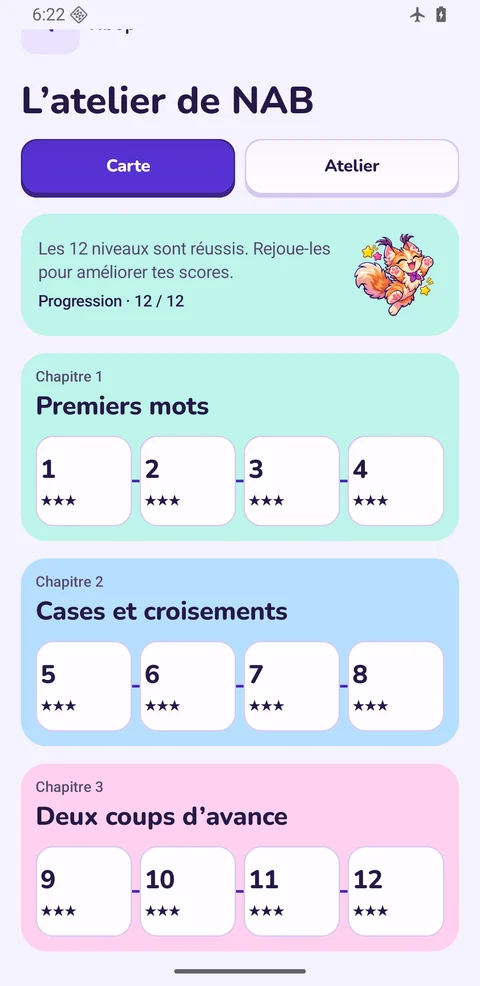 6:22
L’atelier de NAB
Carte
Atelier
Les 12 niveaux sont réussis. Rejoue-les
pour améliorer tes scores.
Progression · 12 / 12
Chapitre 1
Premiers mots
1
2
3
4
★★★
★★★
★★★
★★★
Chapitre 2
Cases et croisements
5
6
7
8
★★★
★★★
★★★
★★★
Chapitre 3
Deux coups d’avance
9
10
11
12
★★★
★★★
★★★
★★★